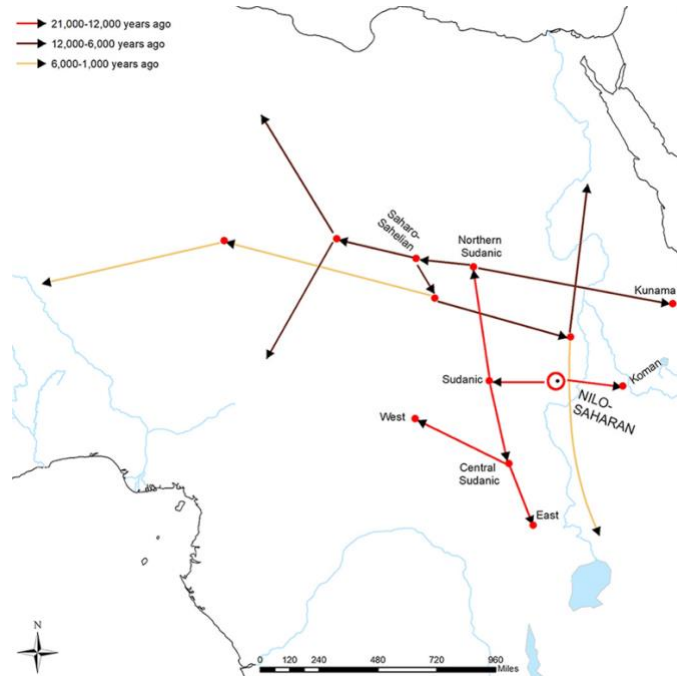 21,000-12,000 years ago
12,000-6,000 years ago
6,000-1,000 years ago
Saharo-
Sahelian
Northern
Sudanic
Kunama
Koman
Sudanic
NILO-
SAHARAN
West
Central
Sudanic
East
N
0 120 240 480 720 960
Miles